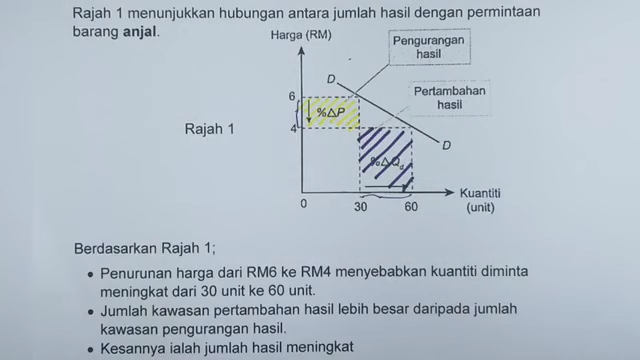 Rajah 1 menunjukkan hubungan antara jumlah hasil dengan permintaan
barang anjal.
Harga (RM)
Pengurangan
hasil
D
Pertambahan
hasil
6
%△P
Rajah 1
4
D
%△Qd
Kuantiti
(unit)
0
30
60
Berdasarkan Rajah 1;
• Penurunan harga dari RM6 ke RM4 menyebabkan kuantiti diminta
meningkat dari 30 unit ke 60 unit.
• Jumlah kawasan pertambahan hasil lebih besar daripada jumlah
kawasan pengurangan hasil.
• Kesannya ialah jumlah hasil meningkat